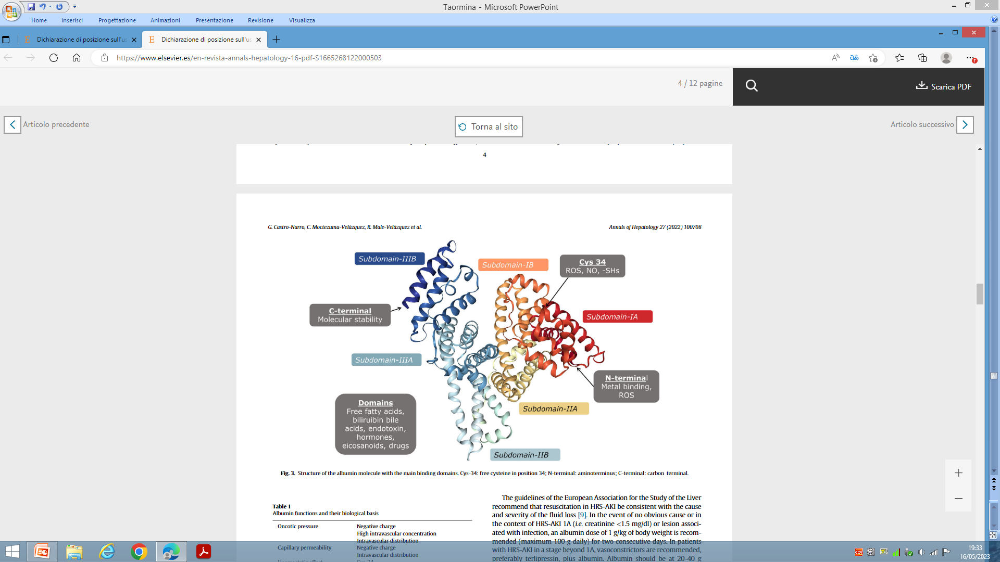 Taormina - Microsoft PowerPoint
Home Inserisci Progettazione Animazioni Presentazione Revisione Visualizza
Dichiarazione di posizione sull'us Dichiarazione di posizione sull'us
https://www.elsevier.es/en-revista-annals-hepatology-16-pdf-S1665268122000503
4 / 12 pagine
Scarica PDF
Articolo precedente
Torna al sito
Articolo successivo
4
G. Castro-Narro, C. Moctezuma-Velázquez, R. Male-Velázquez et al.
Annals of Hepatology 27 (2022) 100708
Subdomain-IIIB
Subdomain-IB
Cys 34
ROS, NO, -SHs
C-terminal
Molecular stability
Subdomain-IA
Subdomain-IIIA
N-terminal
Metal binding,
ROS
Domains
Free fatty acids,
biliruibin bile
acids, endotoxin,
hormones,
eicosanoids, drugs
Subdomain-IIA
Subdomain-IIB
Fig. 3. Structure of the albumin molecule with the main binding domains. Cys-34: free cysteine in position 34; N-terminal: aminoterminus; C-terminal: carbon terminal.
Table 1
Albumin functions and their biological basis
Oncotic pressure Negative charge
High intravascular concentration
Intravascular distribution
Capillary permeability Negative charge
Intravascular distribution
The guidelines of the European Association for the Study of the Liver
recommend that resuscitation in HRS-AKI be consistent with the cause
and severity of the fluid loss [9]. In the event of no obvious cause or in
the context of HRS-AKI 1A (i.e. creatinine <1.5 mg/dl) or lesion associ-
ated with infection, an albumin dose of 1 g/kg of body weight is recom-
mended (maximum 100 g daily) for two consecutive days. In patients
with HRS-AKI in a stage beyond 1A, vasoconstrictors are recommended,
preferably terlipressin, plus albumin. Albumin should be at 20-40 g
19:33
16/05/2023